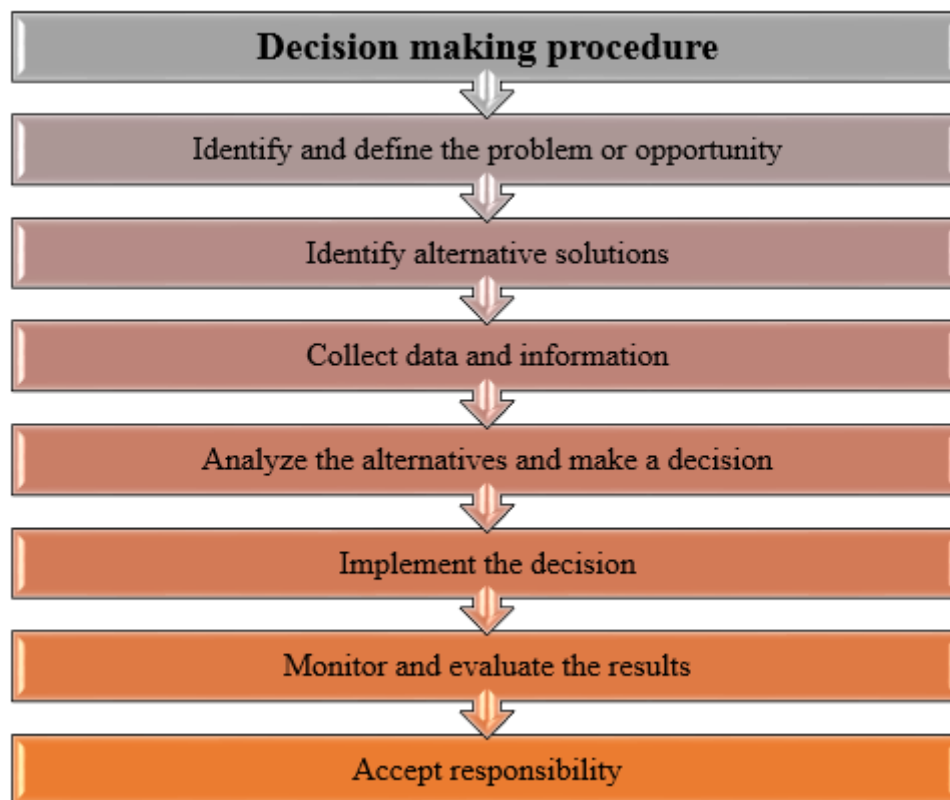 Decision making procedure
Identify and define the problem or opportunity
Identify alternative solutions
Collect data and information
Analyze the alternatives and make a decision
Implement the decision
Monitor and evaluate the results
Accept responsibility